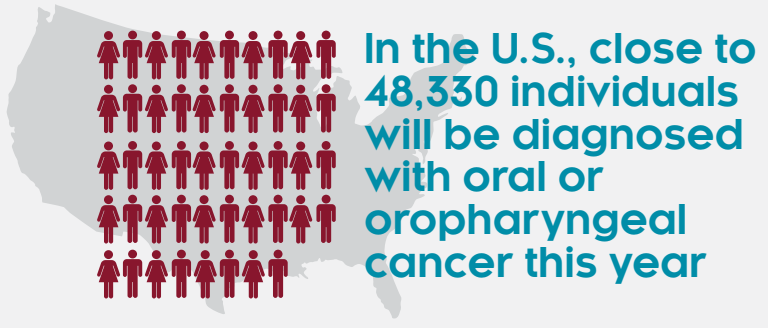 In the U.S., close to
48,330 individuals
will be diagnosed
with oral or
oropharyngeal
cancer this year